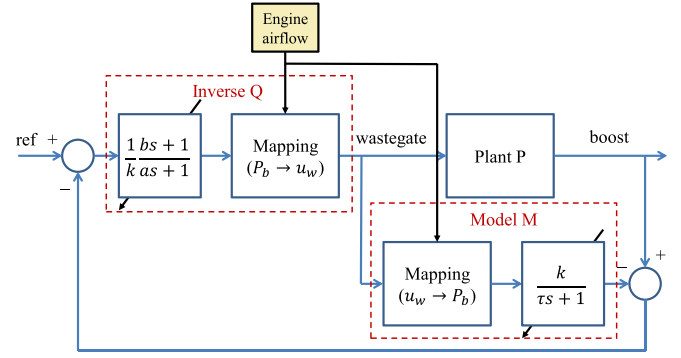 Engine
airflow
Inverse Q
ref + −
1/k (bs + 1)/(as + 1)
Mapping
(P_b → u_w)
wastegate
Plant P
boost
Model M
Mapping
(u_w → P_b)
k/(τs + 1)
− +